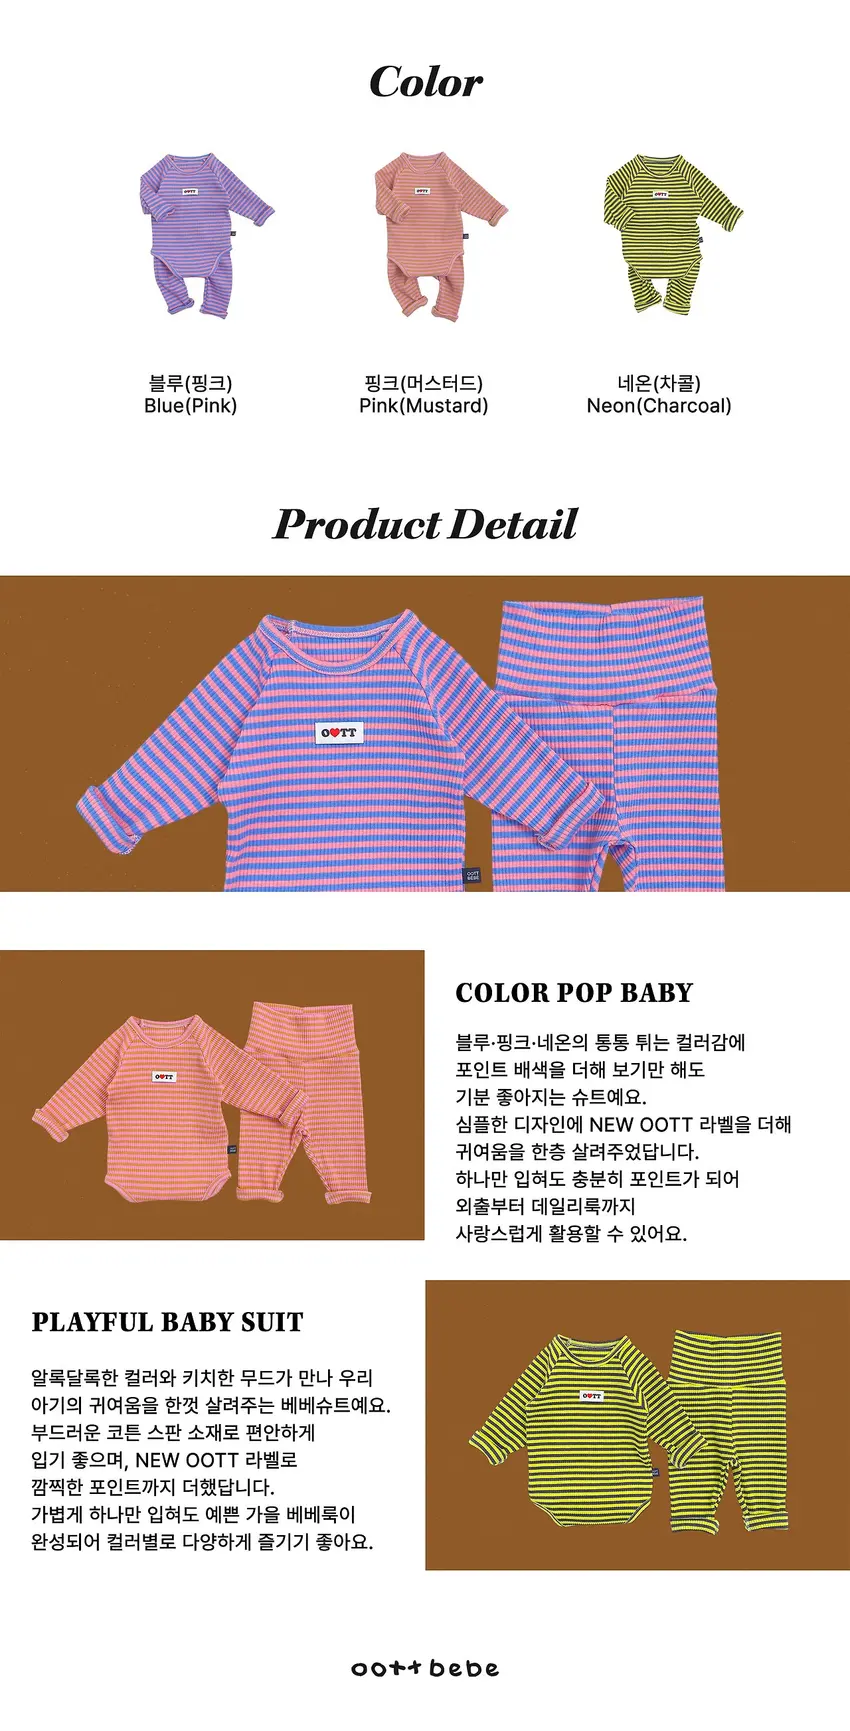 Color
OOTT
OOTT
OOTT
블루(핑크)
Blue(Pink)
핑크(머스터드)
Pink(Mustard)
네온(차콜)
Neon(Charcoal)
Product Detail
O❤TT
OOTT
BEBE
COLOR POP BABY
블루·핑크·네온의 통통 튀는 컬러감에
포인트 배색을 더해 보기만 해도
기분 좋아지는 슈트예요.
심플한 디자인에 NEW OOTT 라벨을 더해
귀여움을 한층 살려주었답니다.
하나만 입혀도 충분히 포인트가 되어
외출부터 데일리룩까지
사랑스럽게 활용할 수 있어요.
O❤TT
PLAYFUL BABY SUIT
알록달록한 컬러와 키치한 무드가 만나 우리
아기의 귀여움을 한껏 살려주는 베베슈트예요.
부드러운 코튼 스판 소재로 편안하게
입기 좋으며, NEW OOTT 라벨로
깜찍한 포인트까지 더했답니다.
가볍게 하나만 입혀도 예쁜 가을 베베룩이
완성되어 컬러별로 다양하게 즐기기 좋아요.
O❤TT
oott bebe